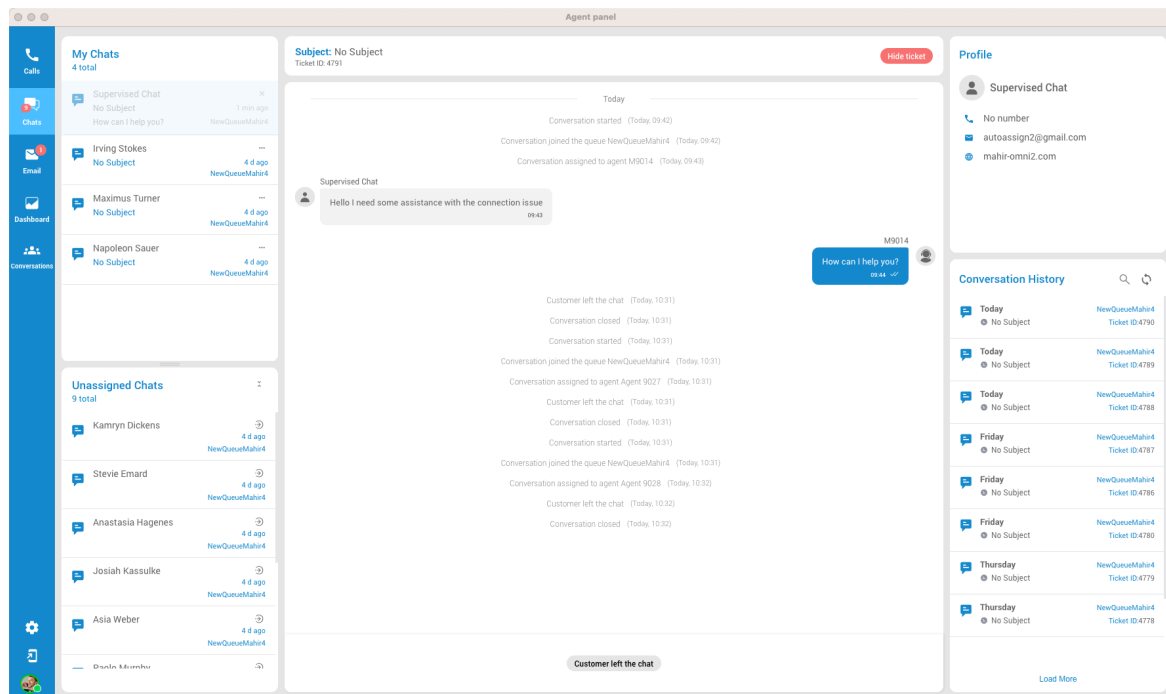 Agent panel
Calls
3
Chats
1
Email
Dashboard
Conversations
My Chats
4 total
Supervised Chat
No Subject
1 min ago
How can I help you?
NewQueueMahir4
Irving Stokes
No Subject
4 d ago
NewQueueMahir4
Maximus Turner
No Subject
4 d ago
NewQueueMahir4
Napoleon Sauer
No Subject
4 d ago
NewQueueMahir4
Unassigned Chats
9 total
Kamryn Dickens
4 d ago
NewQueueMahir4
Stevie Emard
4 d ago
NewQueueMahir4
Anastasia Hagenes
4 d ago
NewQueueMahir4
Josiah Kassulke
4 d ago
NewQueueMahir4
Asia Weber
4 d ago
NewQueueMahir4
Paolo Murphy
Subject: No Subject
Ticket ID: 4791
Hide ticket
Today
Conversation started (Today, 09:42)
Conversation joined the queue NewQueueMahir4 (Today, 09:42)
Conversation assigned to agent M9014 (Today, 09:43)
Supervised Chat
Hello I need some assistance with the connection issue
09:43
M9014
How can I help you?
09:44
Customer left the chat (Today, 10:31)
Conversation closed (Today, 10:31)
Conversation started (Today, 10:31)
Conversation joined the queue NewQueueMahir4 (Today, 10:31)
Conversation assigned to agent Agent 9027 (Today, 10:31)
Customer left the chat (Today, 10:31)
Conversation closed (Today, 10:31)
Conversation started (Today, 10:31)
Conversation joined the queue NewQueueMahir4 (Today, 10:31)
Conversation assigned to agent Agent 9028 (Today, 10:32)
Customer left the chat (Today, 10:32)
Conversation closed (Today, 10:32)
Customer left the chat
Profile
Supervised Chat
No number
autoassign2@gmail.com
mahir-omni2.com
Conversation History
Today NewQueueMahir4
No Subject Ticket ID:4790
Today NewQueueMahir4
No Subject Ticket ID:4789
Today NewQueueMahir4
No Subject Ticket ID:4788
Friday NewQueueMahir4
No Subject Ticket ID:4787
Friday NewQueueMahir4
No Subject Ticket ID:4786
Friday NewQueueMahir4
No Subject Ticket ID:4780
Thursday NewQueueMahir4
No Subject Ticket ID:4779
Thursday NewQueueMahir4
No Subject Ticket ID:4778
Load More